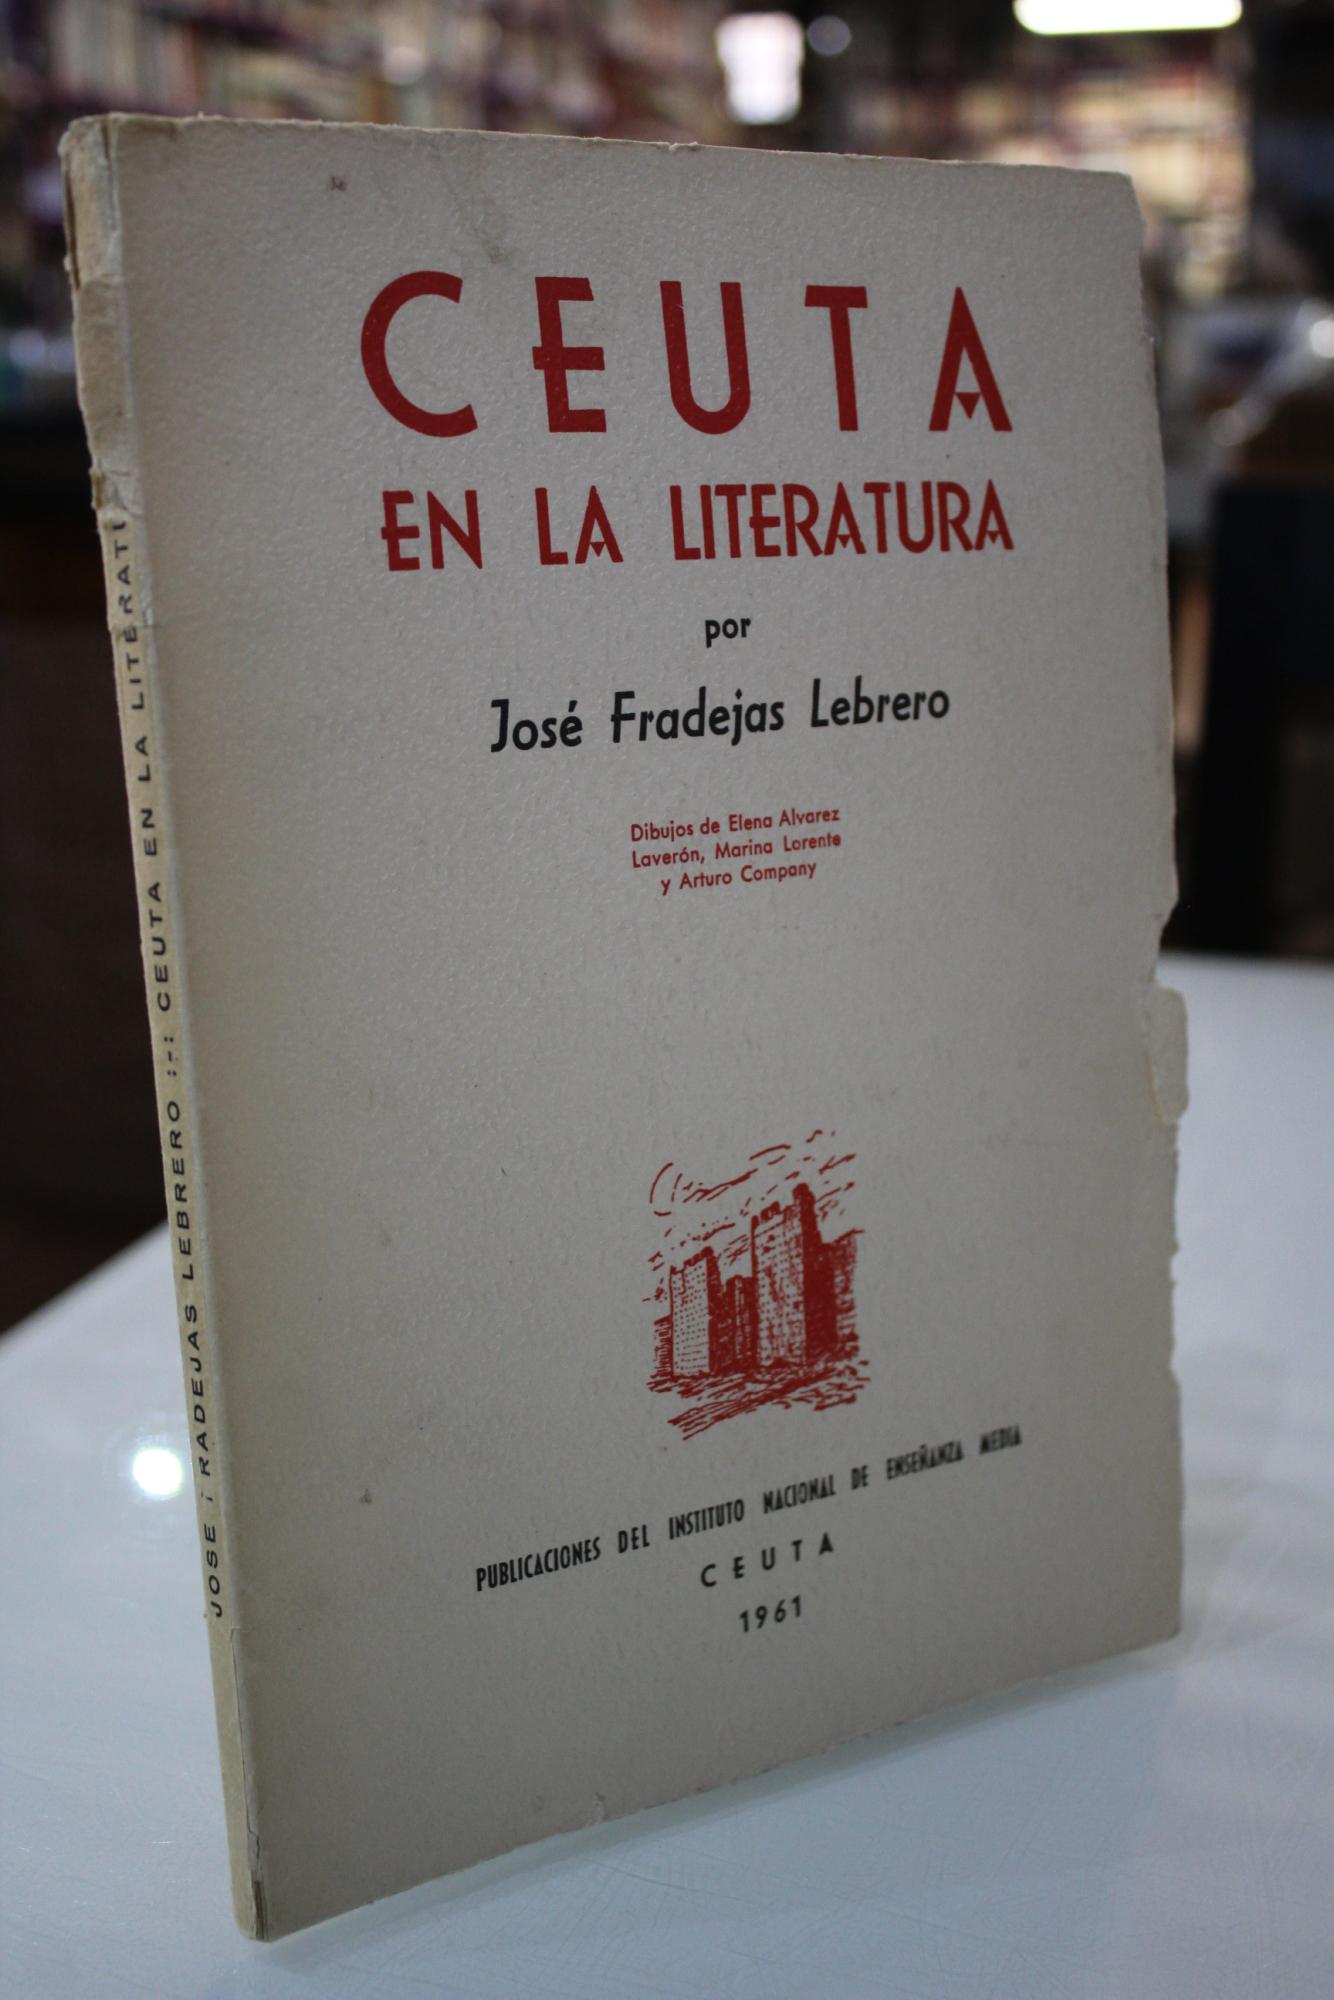 CEUTA
EN LA LITERATURA
por
José Fradejas Lebrero
Dibujos de Elena Alvarez
Laverón, Marina Lorente
y Arturo Company
PUBLICACIONES DEL INSTITUTO NACIONAL DE ENSEÑANZA MEDIA
CEUTA
1961
JOSE RADEJAS LEBRERO :-: CEUTA EN LA LITERATI